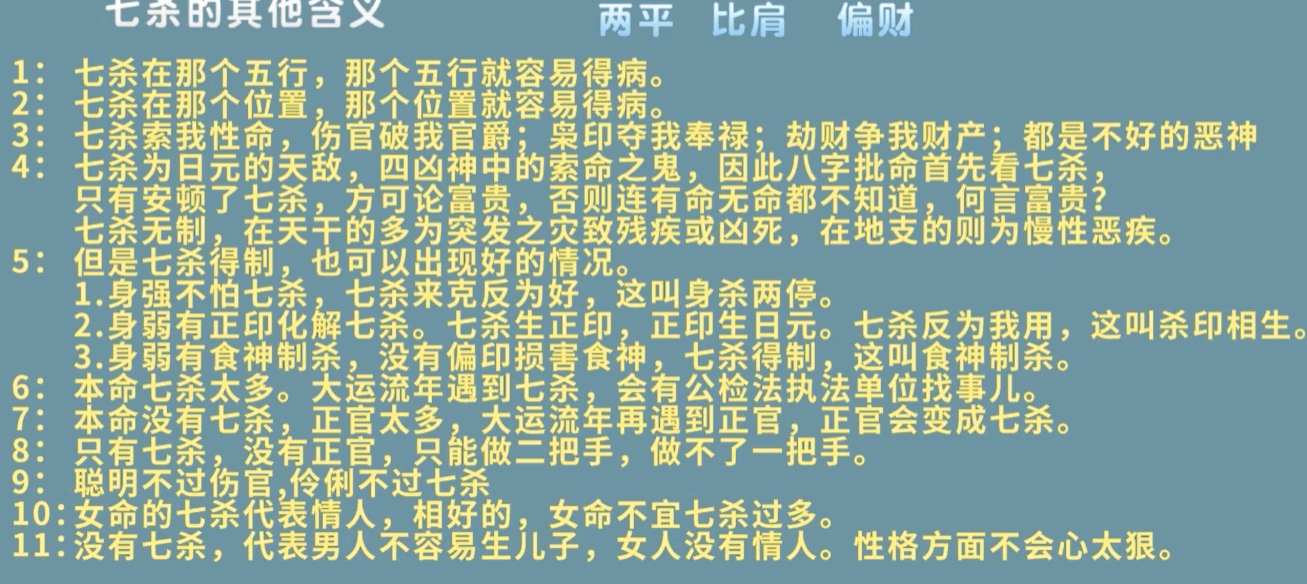 七杀的其他含义 两平 比肩 偏财
1: 七杀在那个五行，那个五行就容易得病。
2: 七杀在那个位置，那个位置就容易得病。
3: 七杀索我性命，伤官破我官爵；枭印夺我奉禄；劫财争我财产；都是不好的恶神
4: 七杀为日元的天敌，四凶神中的索命之鬼，因此八字批命首先看七杀，
只有安顿了七杀，方可论富贵，否则连有命无命都不知道，何言富贵？
七杀无制，在天干的多为突发之灾致残疾或凶死，在地支的则为慢性恶疾。
5: 但是七杀得制，也可以出现好的情况。
1.身强不怕七杀，七杀来克反为好，这叫身杀两停。
2.身弱有正印化解七杀。七杀生正印，正印生日元。七杀反为我用，这叫杀印相生。
3.身弱有食神制杀，没有偏印损害食神，七杀得制，这叫食神制杀。
6: 本命七杀太多。大运流年遇到七杀，会有公检法执法单位找事儿。
7: 本命没有七杀，正官太多，大运流年再遇到正官，正官会变成七杀。
8: 只有七杀，没有正官，只能做二把手，做不了一把手。
9: 聪明不过伤官,伶俐不过七杀
10:女命的七杀代表情人，相好的，女命不宜七杀过多。
11:没有七杀，代表男人不容易生儿子，女人没有情人。性格方面不会心太狠。